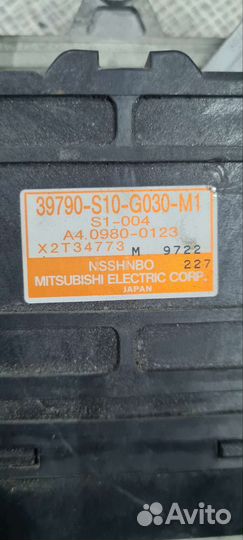 39790-S10-G030-M1
S1-004
A4.0980-0123
X2T34773 M 9722
NSSHNBO 227
MITSUBISHI ELECTRIC CORP.
JAPAN
Avito